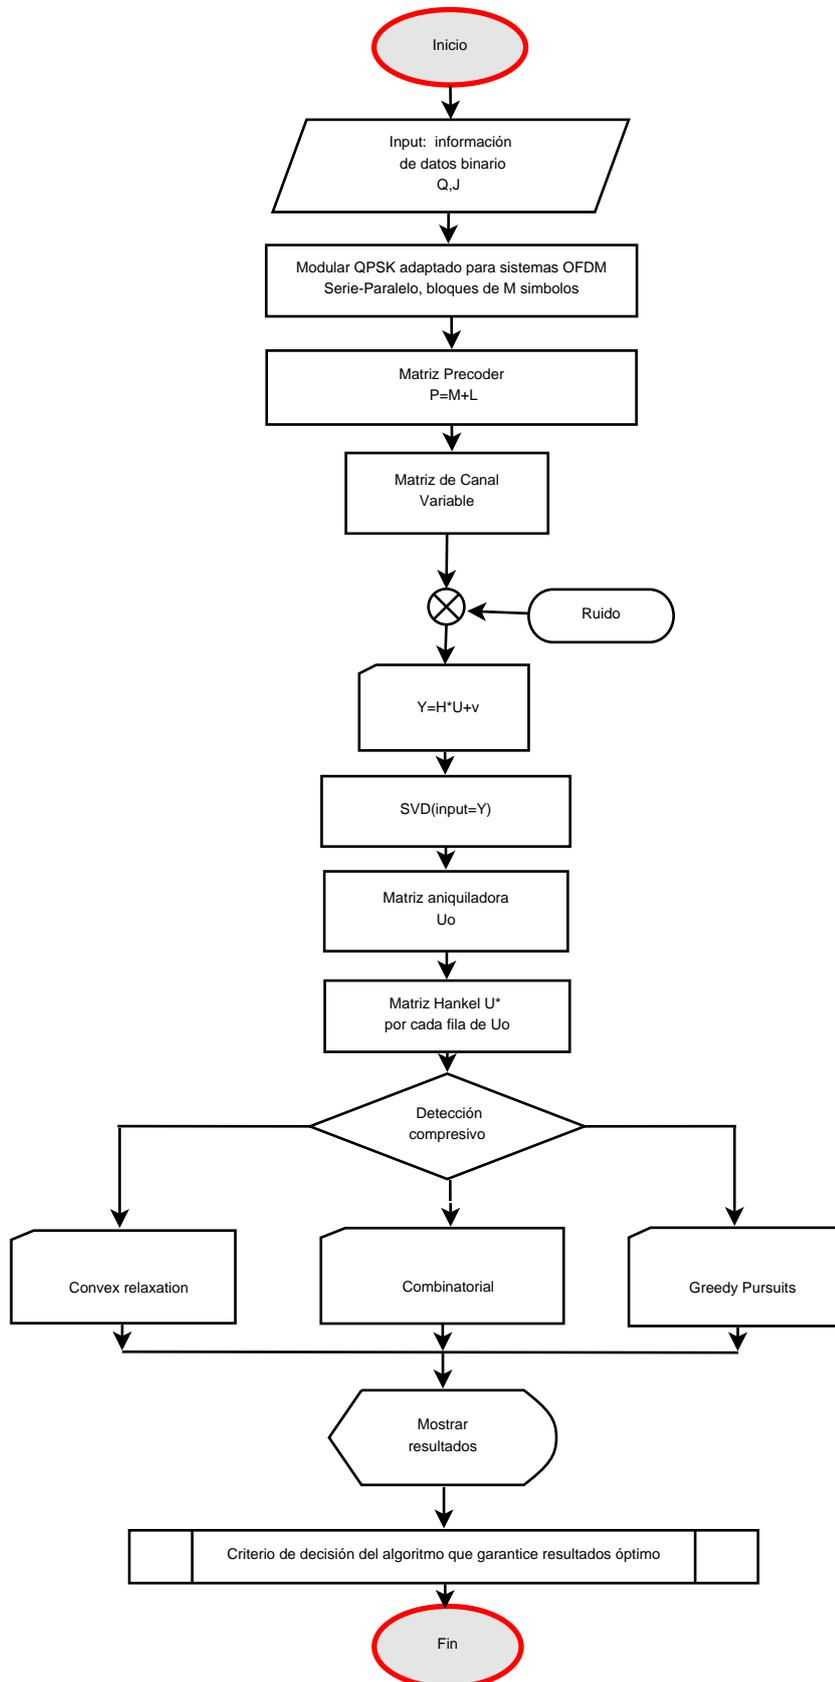 Inicio
Input: información
de datos binario
Q,J
Modular QPSK adaptado para sistemas OFDM
Serie-Paralelo, bloques de M simbolos
Matriz Precoder
P=M+L
Matriz de Canal
Variable
Ruido
Y=H*U+v
SVD(input=Y)
Matriz aniquiladora
Uo
Matriz Hankel U*
por cada fila de Uo
Detección
compresivo
Convex relaxation
Combinatorial
Greedy Pursuits
Mostrar
resultados
Criterio de decisión del algoritmo que garantice resultados óptimo
Fin